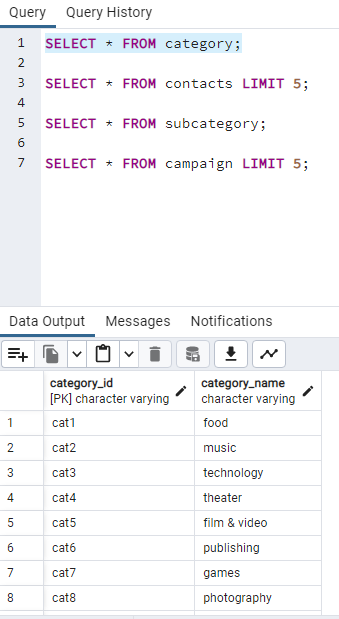 Query Query History
1 SELECT * FROM category;
2
3 SELECT * FROM contacts LIMIT 5;
4
5 SELECT * FROM subcategory;
6
7 SELECT * FROM campaign LIMIT 5;
Data Output Messages Notifications
category_id category_name
[PK] character varying character varying
1 cat1 food
2 cat2 music
3 cat3 technology
4 cat4 theater
5 cat5 film & video
6 cat6 publishing
7 cat7 games
8 cat8 photography